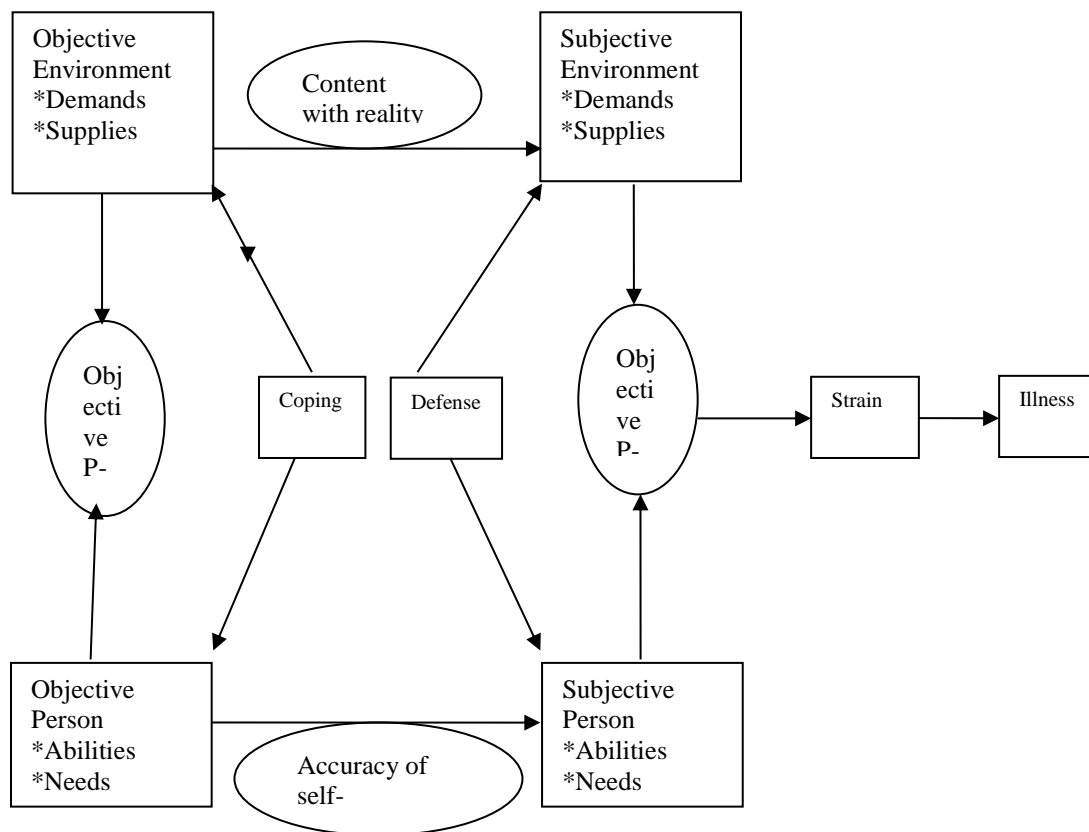 Objective
Environment
*Demands
*Supplies
Content
with reality
Subjective
Environment
*Demands
*Supplies
Obj
ecti
ve
P-
Coping
Defense
Obj
ecti
ve
P-
Strain
Illness
Objective
Person
*Abilities
*Needs
Accuracy of
self-
Subjective
Person
*Abilities
*Needs